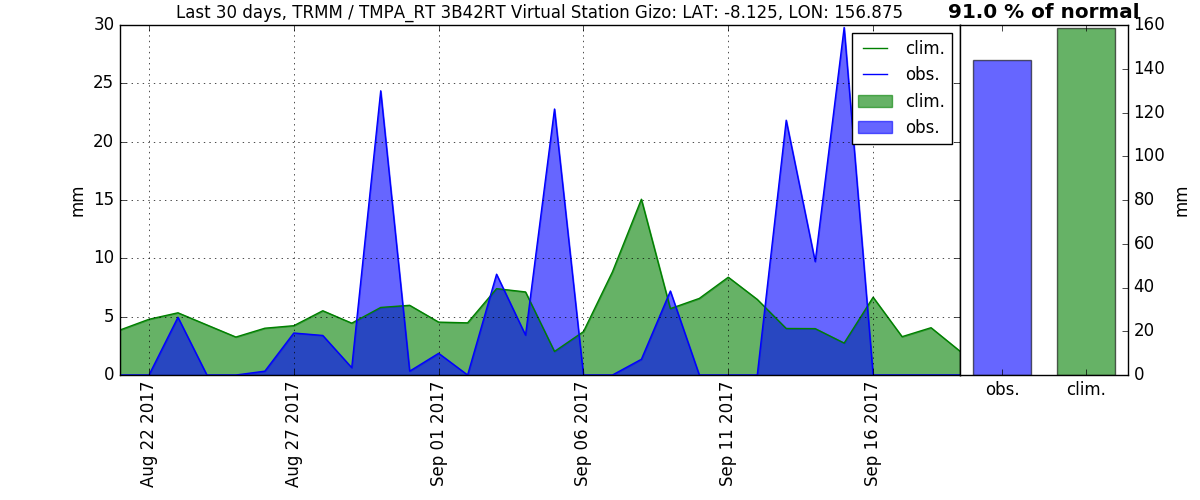 Last 30 days, TRMM / TMPA_RT 3B42RT Virtual Station Gizo: LAT: -8.125, LON: 156.875
91.0 % of normal
30
25
20
15
10
5
0
mm
clim.
obs.
clim.
obs.
Aug 22 2017
Aug 27 2017
Sep 01 2017
Sep 06 2017
Sep 11 2017
Sep 16 2017
160
140
120
100
80
60
40
20
0
mm
obs.
clim.